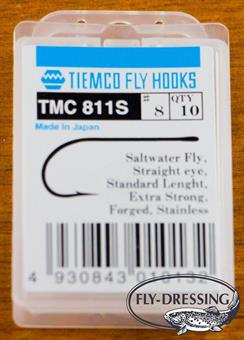 TIEMCO FLY HOOKS
TMC 811S # 8 QTY 10
Made in Japan
Saltwater Fly,
Straight eye,
Standard Lenght,
Extra Strong,
Forged, Stainless
4 930843 010132
FLY-DRESSING